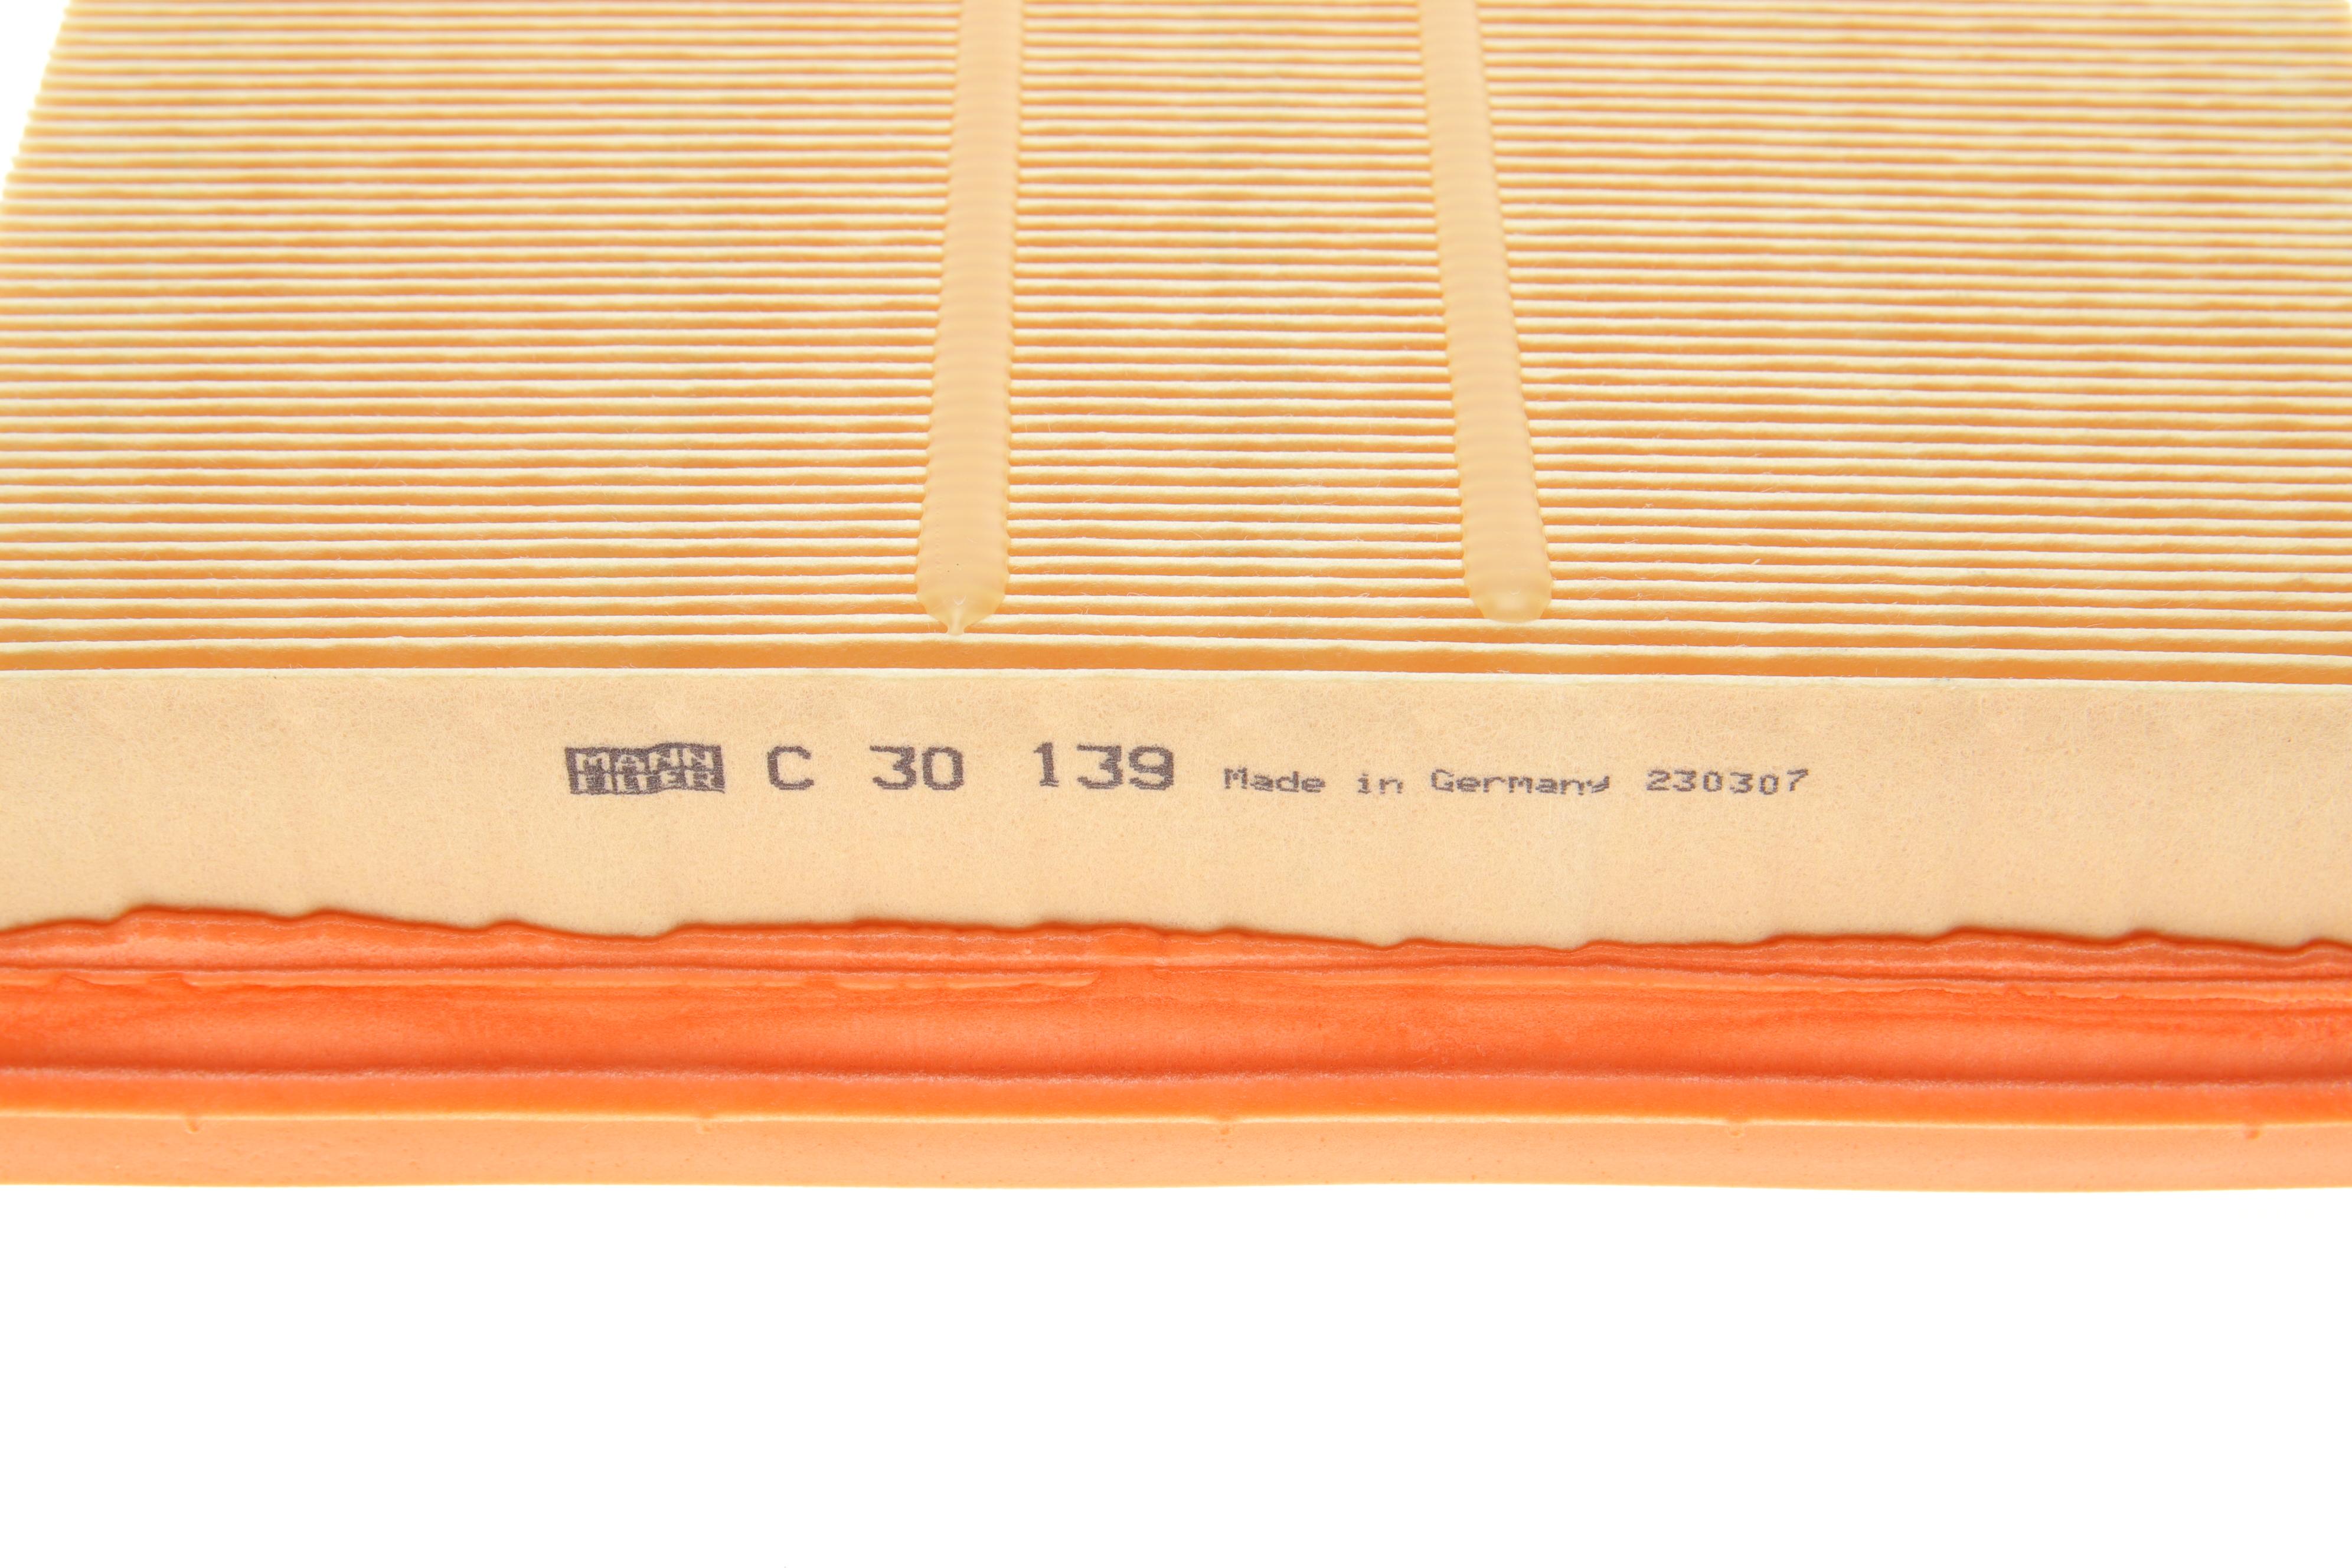 MANN FILTER C 30 139 Made in Germany 230307